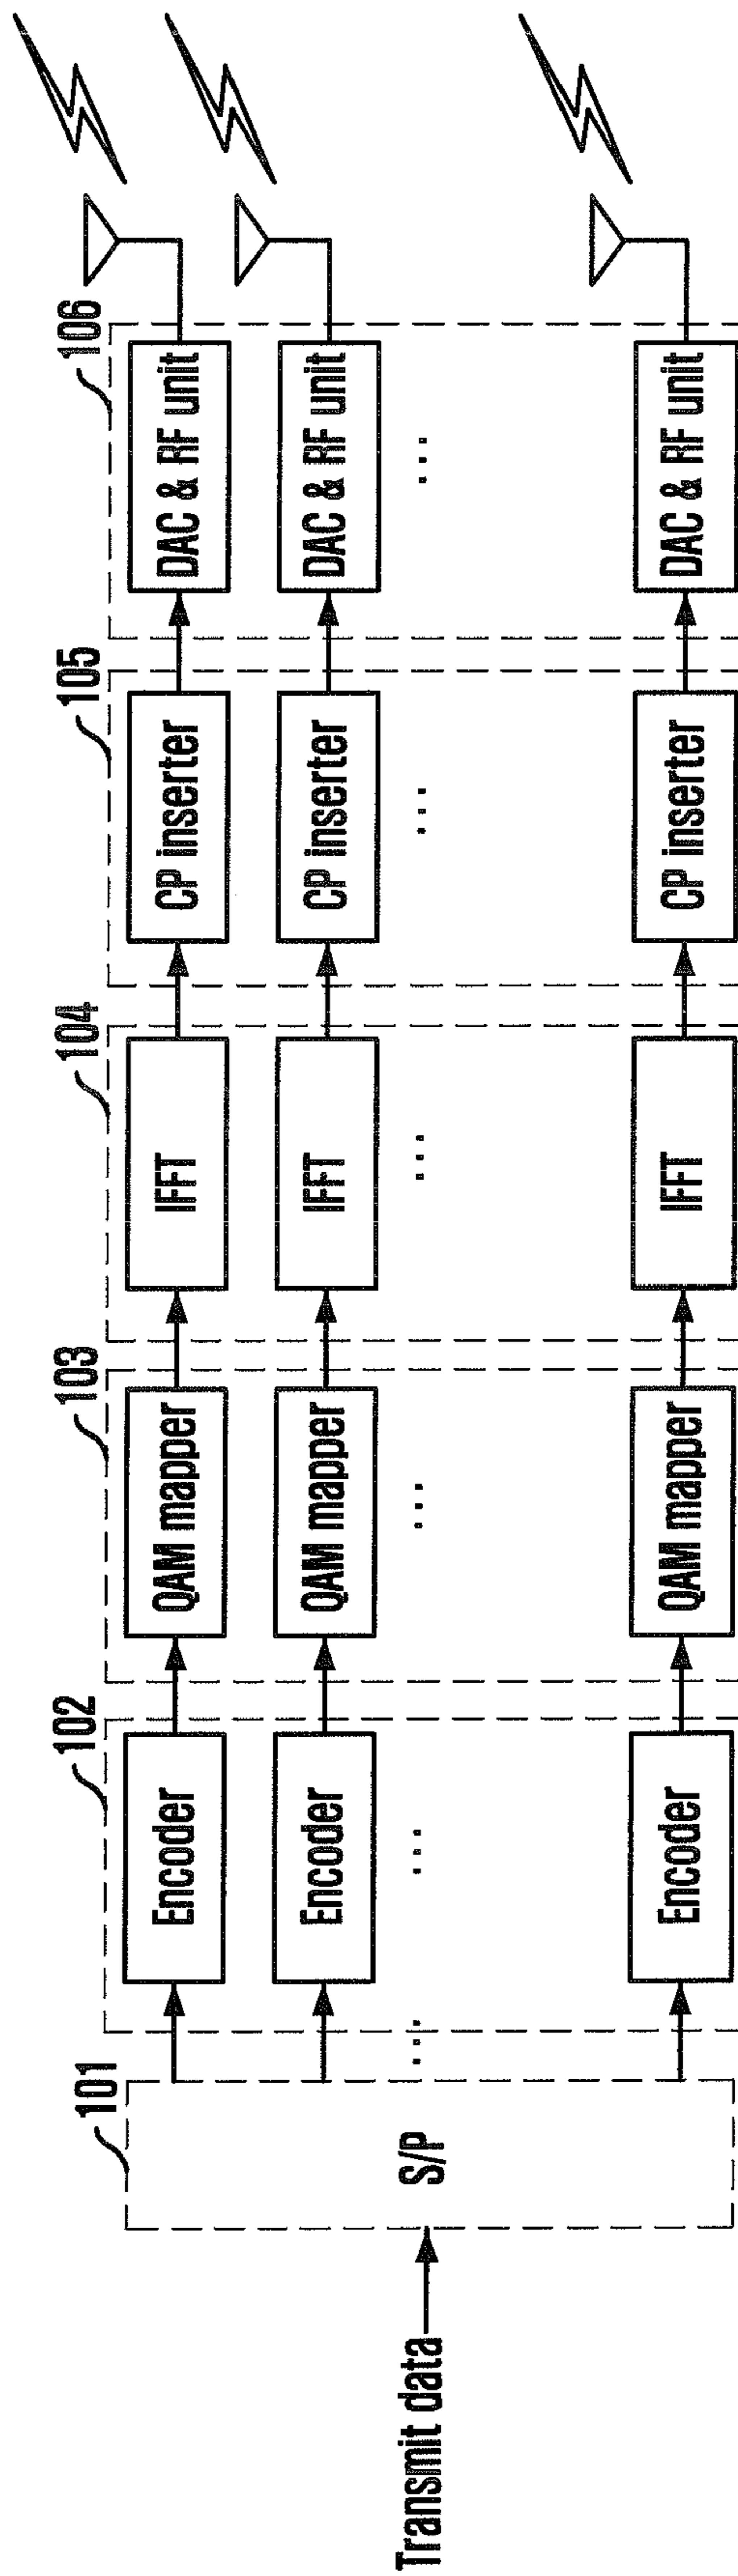 101
102
103
104
105
106
Transmit data
S/P
Encoder
QAM mapper
IFFT
CP inserter
DAC & RF unit
Encoder
QAM mapper
IFFT
CP inserter
DAC & RF unit
...
...
...
...
...
...
Encoder
QAM mapper
IFFT
CP inserter
DAC & RF unit